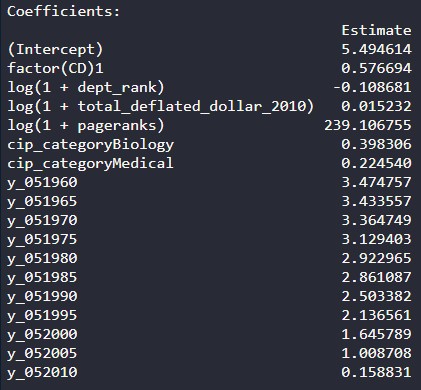 Coefficients:
Estimate
(Intercept) 5.494614
factor(CD)1 0.576694
log(1 + dept_rank) -0.108681
log(1 + total_deflated_dollar_2010) 0.015232
log(1 + pageranks) 239.106755
cip_categoryBiology 0.398306
cip_categoryMedical 0.224540
y_051960 3.474757
y_051965 3.433557
y_051970 3.364749
y_051975 3.129403
y_051980 2.922965
y_051985 2.861087
y_051990 2.503382
y_051995 2.136561
y_052000 1.645789
y_052005 1.008708
y_052010 0.158831